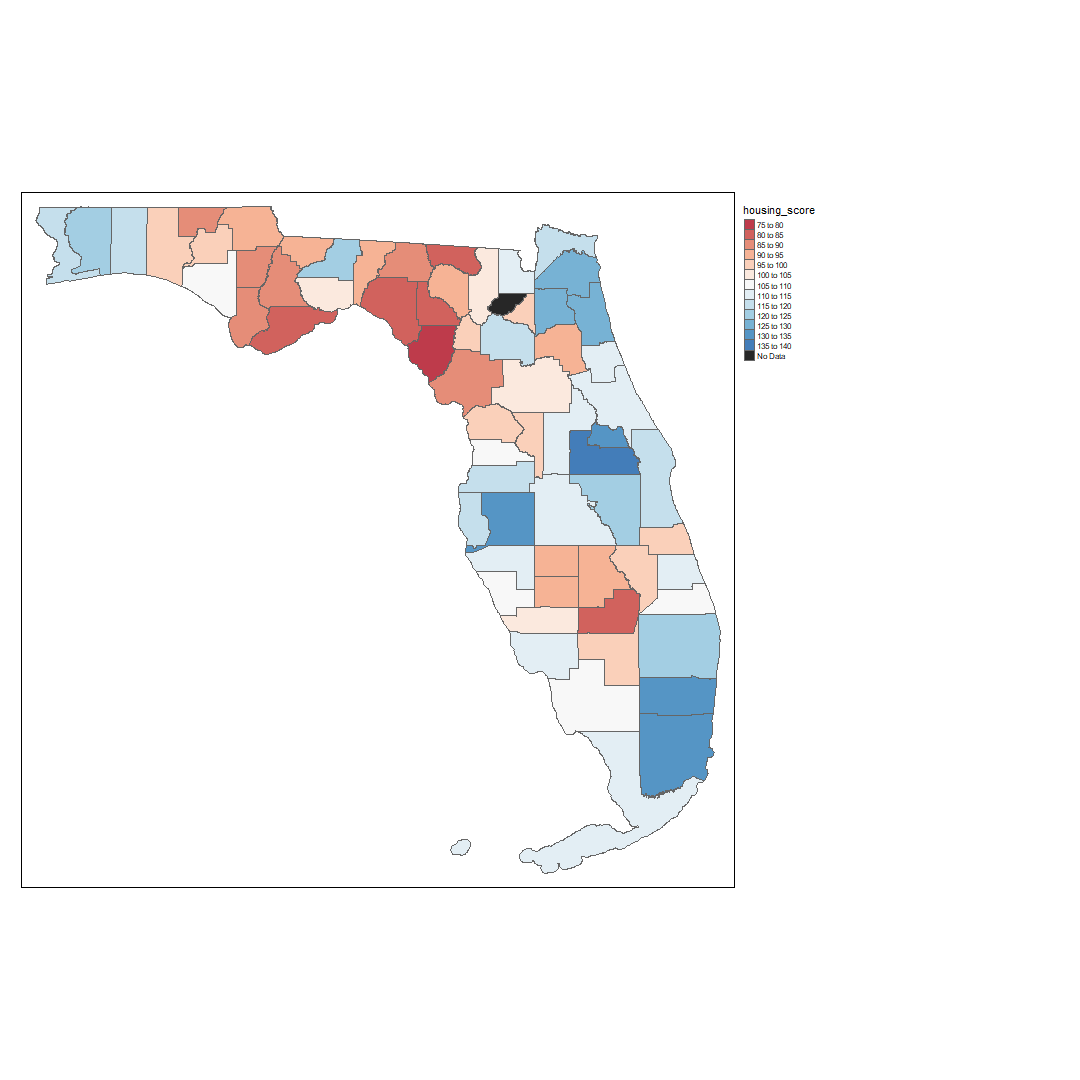 housing_score
75 to 80
80 to 85
85 to 90
90 to 95
95 to 100
100 to 105
105 to 110
110 to 115
115 to 120
120 to 125
125 to 130
130 to 135
135 to 140
No Data